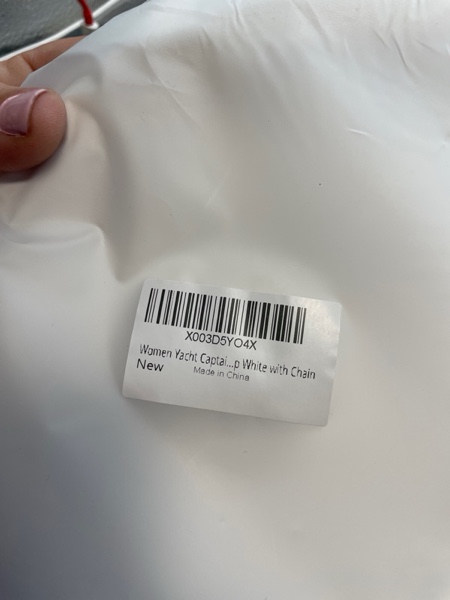 X003D5YO4X
Women Yacht Captai...p White with Chain
New
Made in China